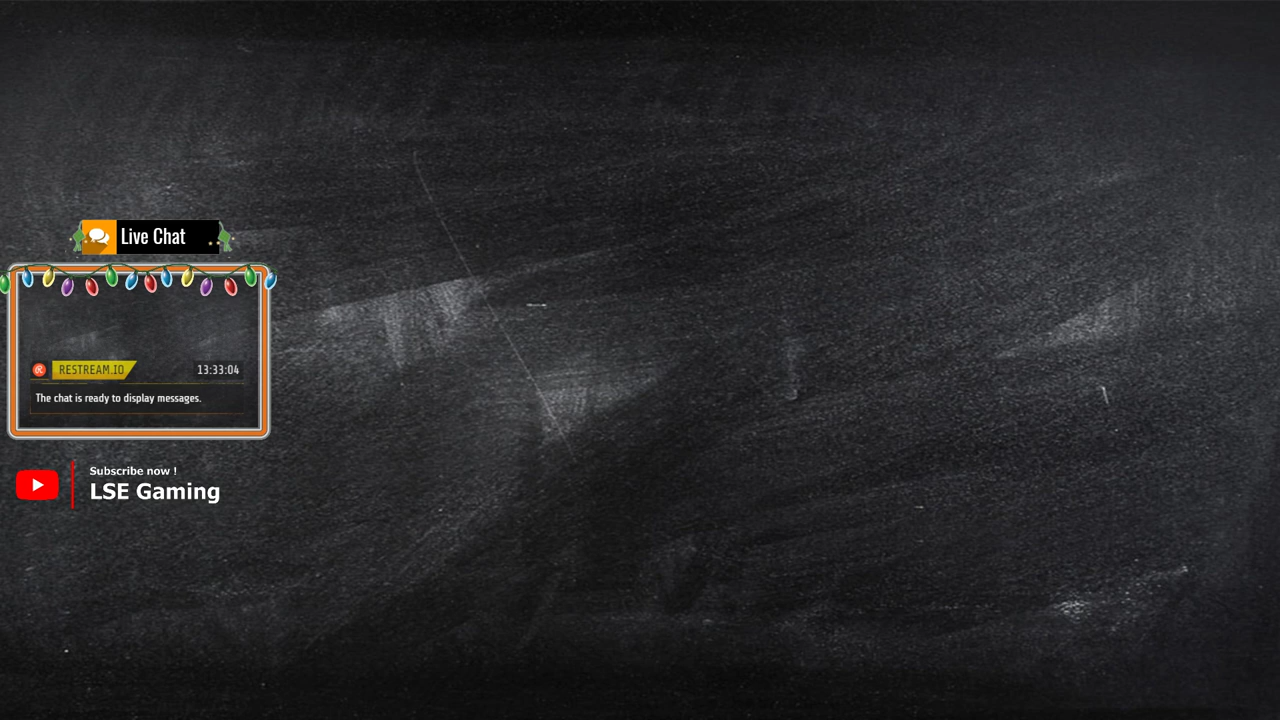 Live Chat
RESTREAM.IO 13:33:04
The chat is ready to display messages.
Subscribe now !
LSE Gaming